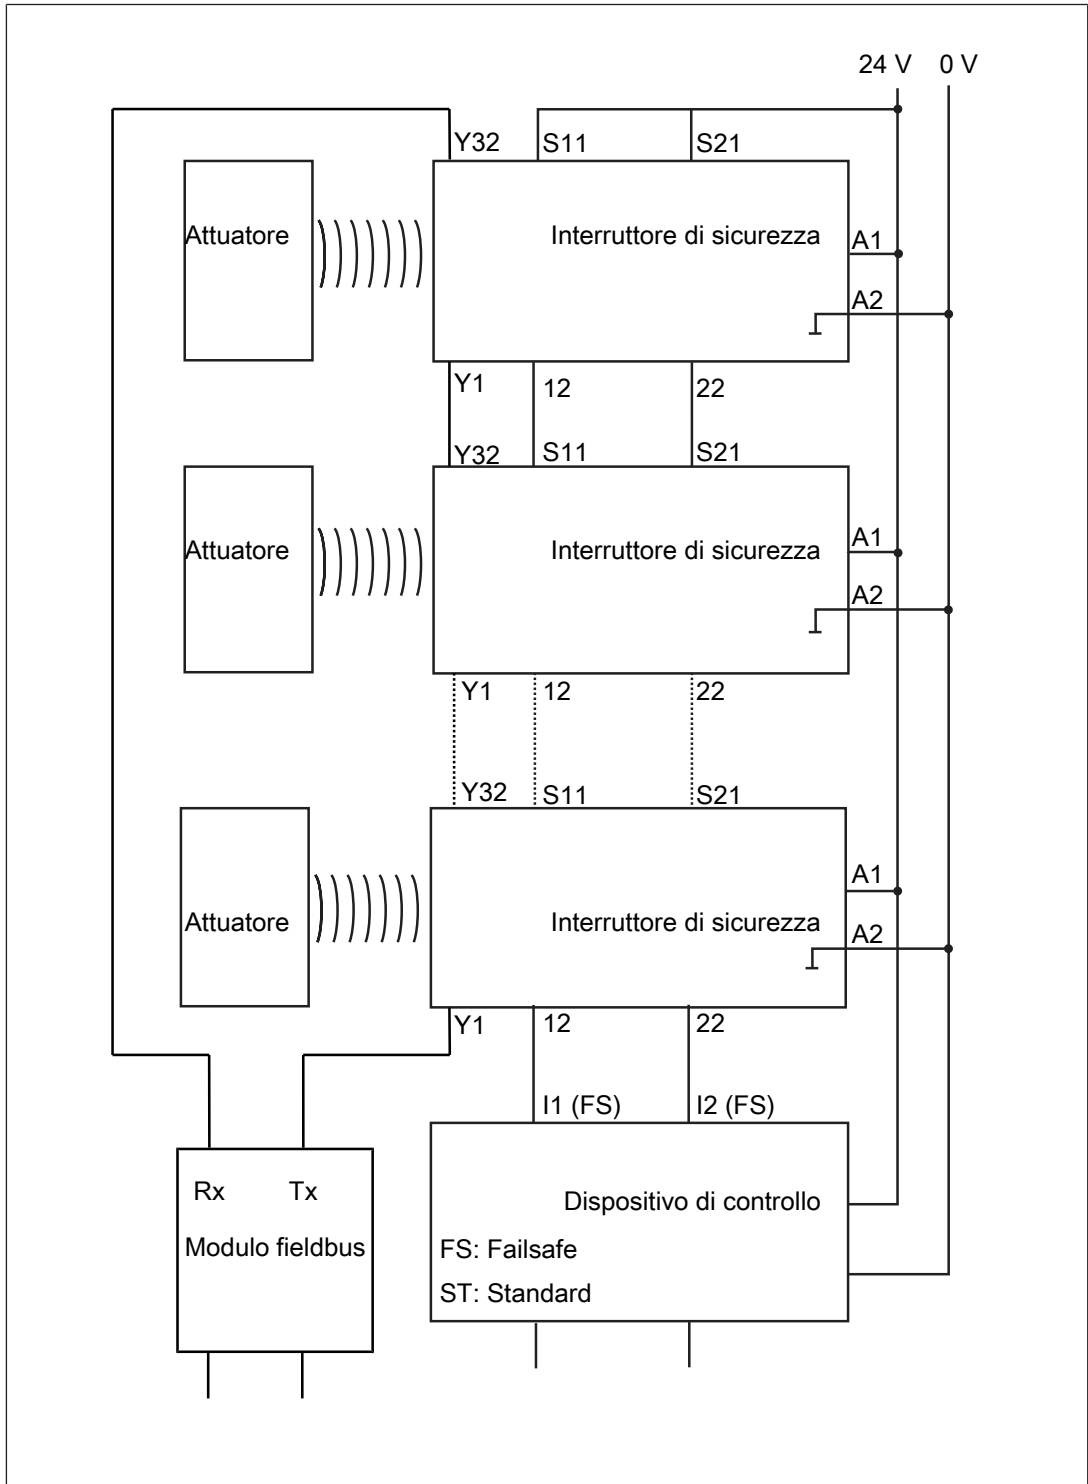 24 V 0 V
Y32 S11 S21
Attuatore Interruttore di sicurezza
A1
A2
Y1 12 22
Y32 S11 S21
A1
Attuatore Interruttore di sicurezza
A2
Y1 12 22
Y32 S11 S21
A1
Attuatore Interruttore di sicurezza
A2
Y1 12 22
I1 (FS) I2 (FS)
Rx Tx
Dispositivo di controllo
Modulo fieldbus
FS: Failsafe
ST: Standard